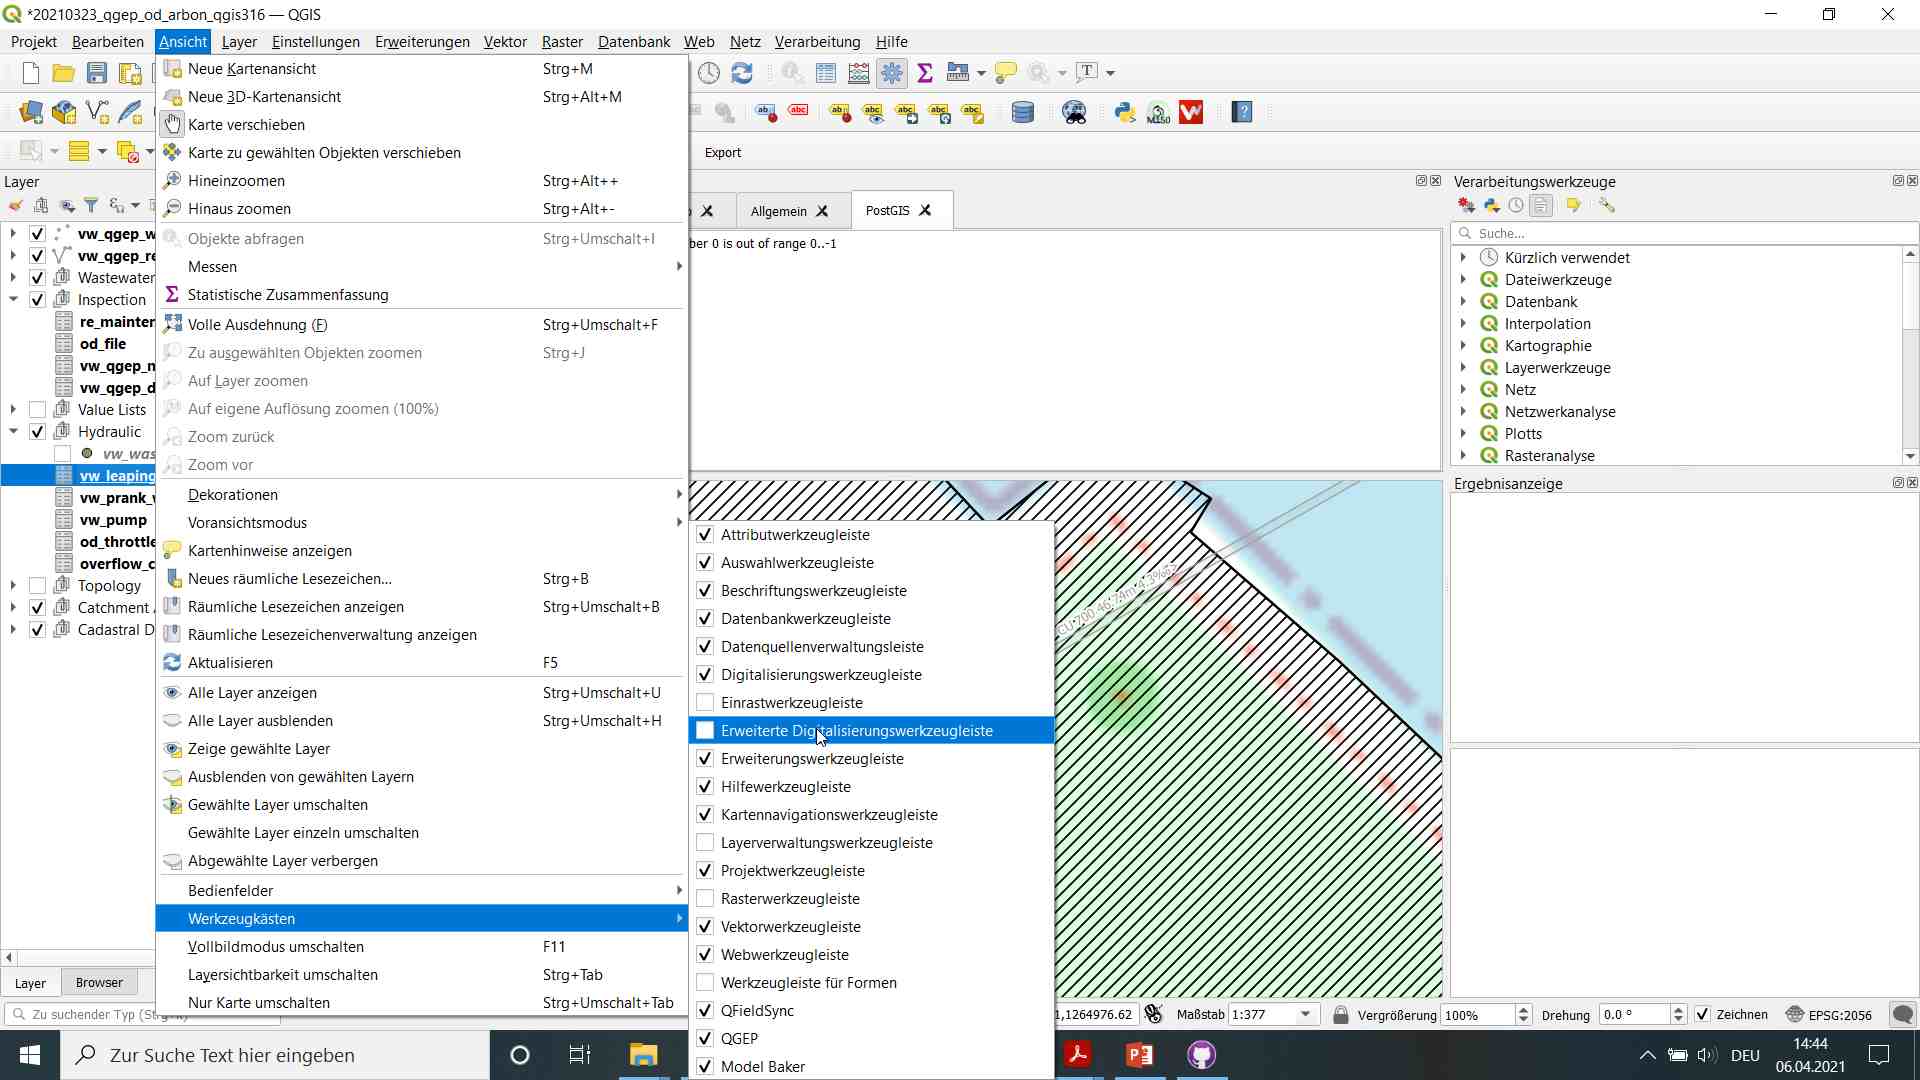 *20210323_qgep_od_arbon_qgis316 — QGIS
Projekt Bearbeiten Ansicht Layer Einstellungen Erweiterungen Vektor Raster Datenbank Web Netz Verarbeitung Hilfe
Neue Kartenansicht Strg+M
Neue 3D-Kartenansicht Strg+Alt+M
Karte verschieben
Karte zu gewählten Objekten verschieben
Hineinzoomen Strg+Alt++
Hinaus zoomen Strg+Alt+-
Objekte abfragen Strg+Umschalt+I
Messen
Statistische Zusammenfassung
Volle Ausdehnung (F) Strg+Umschalt+F
Zu ausgewählten Objekten zoomen Strg+J
Auf Layer zoomen
Auf eigene Auflösung zoomen (100%)
Zoom zurück
Zoom vor
Dekorationen
Voransichtsmodus
Kartenhinweise anzeigen
Neues räumliche Lesezeichen... Strg+B
Räumliche Lesezeichen anzeigen Strg+Umschalt+B
Räumliche Lesezeichenverwaltung anzeigen
Aktualisieren F5
Alle Layer anzeigen Strg+Umschalt+U
Alle Layer ausblenden Strg+Umschalt+H
Zeige gewählte Layer
Ausblenden von gewählten Layern
Gewählte Layer umschalten
Gewählte Layer einzeln umschalten
Abgewählte Layer verbergen
Bedienfelder
Werkzeugkästen
Vollbildmodus umschalten F11
Layersichtbarkeit umschalten Strg+Tab
Nur Karte umschalten Strg+Umschalt+Tab
Attributwerkzeugleiste
Auswahlwerkzeugleiste
Beschriftungswerkzeugleiste
Datenbankwerkzeugleiste
Datenquellenverwaltungsleiste
Digitalisierungswerkzeugleiste
Einrastwerkzeugleiste
Erweiterte Digitalisierungswerkzeugleiste
Erweiterungswerkzeugleiste
Hilfewerkzeugleiste
Kartennavigationswerkzeugleiste
Layerverwaltungswerkzeugleiste
Projektwerkzeugleiste
Rasterwerkzeugleiste
Vektorwerkzeugleiste
Webwerkzeugleiste
Werkzeugleiste für Formen
QFieldSync
QGEP
Model Baker
Layer
vw_qgep_w
vw_qgep_re
Wastewater
Inspection
re_mainter
od_file
vw_qgep_n
vw_qgep_d
Value Lists
Hydraulic
vw_was
vw_leaping
vw_prank_
vw_pump
od_throttle
overflow_c
Topology
Catchment
Cadastral D
Layer Browser
Zu suchender Typ
Export
Allgemein PostGIS
ber 0 is out of range 0..-1
CU 700 46.74m 4.3%
Verarbeitungswerkzeuge
Suche...
Kürzlich verwendet
Dateiwerkzeuge
Datenbank
Interpolation
Kartographie
Layerwerkzeuge
Netz
Netzwerkanalyse
Plotts
Rasteranalyse
Ergebnisanzeige
1,1264976.62 Maßstab 1:377 Vergrößerung 100% Drehung 0.0 ° Zeichnen EPSG:2056
Zur Suche Text hier eingeben
DEU
14:44
06.04.2021